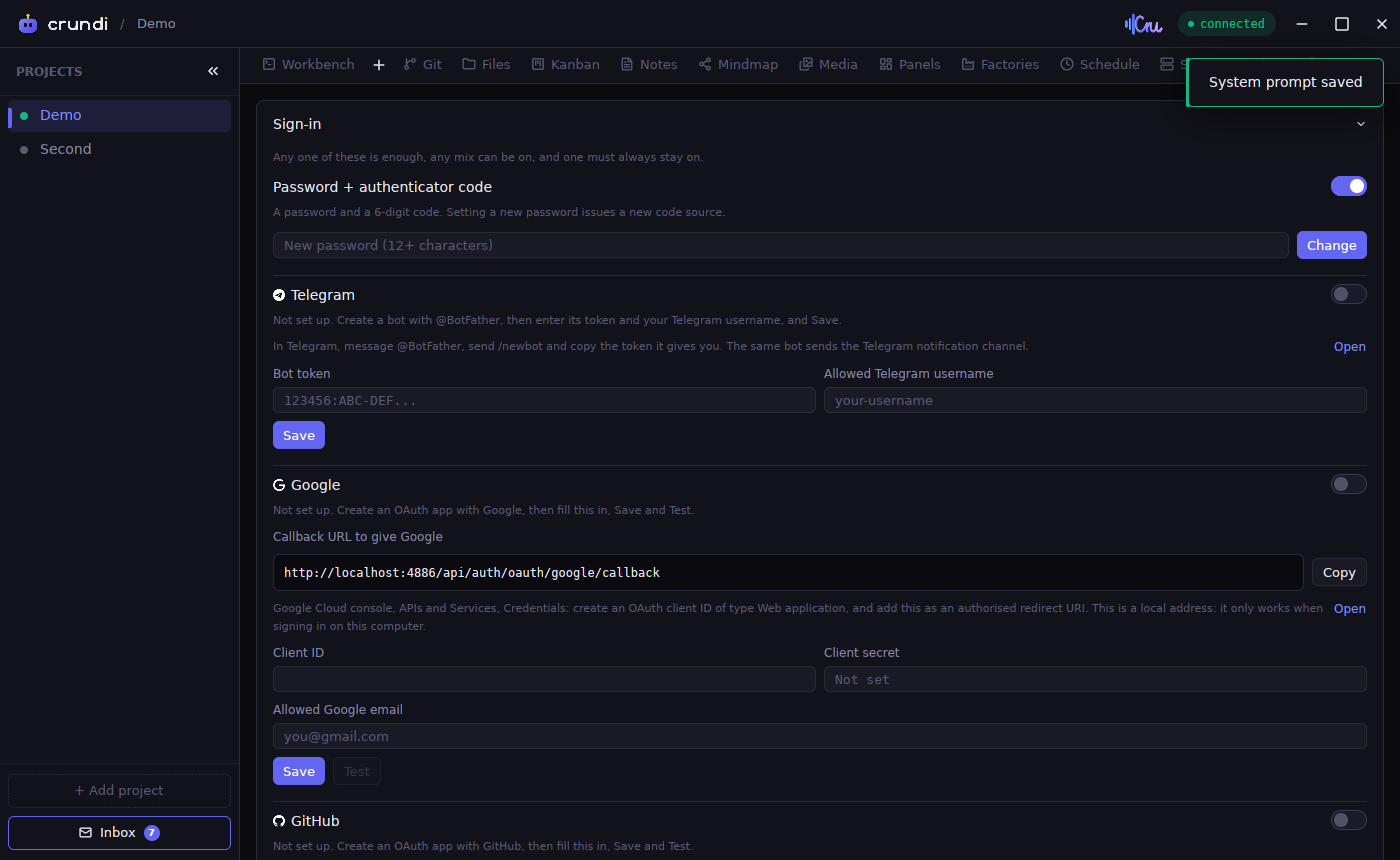 crundi / Demo
Cru
connected
PROJECTS
Workbench
Git
Files
Kanban
Notes
Mindmap
Media
Panels
Factories
Schedule
System prompt saved
Demo
Second
Sign-in
Any one of these is enough, any mix can be on, and one must always stay on.
Password + authenticator code
A password and a 6-digit code. Setting a new password issues a new code source.
New password (12+ characters)
Change
Telegram
Not set up. Create a bot with @BotFather, then enter its token and your Telegram username, and Save.
In Telegram, message @BotFather, send /newbot and copy the token it gives you. The same bot sends the Telegram notification channel.
Open
Bot token
Allowed Telegram username
123456:ABC-DEF...
your-username
Save
Google
Not set up. Create an OAuth app with Google, then fill this in, Save and Test.
Callback URL to give Google
http://localhost:4886/api/auth/oauth/google/callback
Copy
Google Cloud console, APIs and Services, Credentials: create an OAuth client ID of type Web application, and add this as an authorised redirect URI. This is a local address: it only works when
Open
signing in on this computer.
Client ID
Client secret
Not set
Allowed Google email
you@gmail.com
Save
Test
GitHub
Not set up. Create an OAuth app with GitHub, then fill this in, Save and Test.
+ Add project
Inbox 7